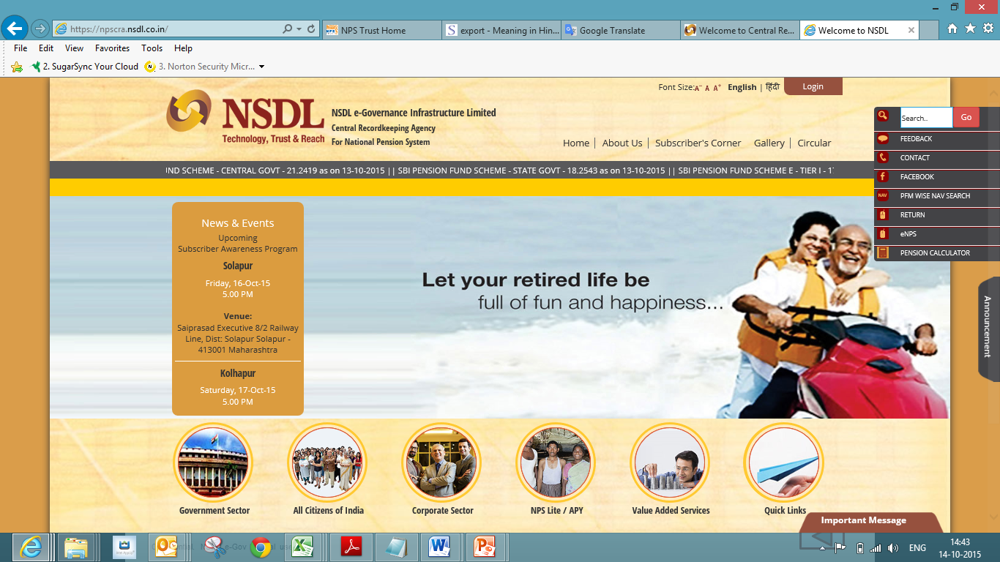 https://npscra.nsdl.co.in/
NPS Trust Home
export - Meaning in Hin...
Google Translate
Welcome to Central Re...
Welcome to NSDL
File Edit View Favorites Tools Help
2. SugarSync Your Cloud
3. Norton Security Micr...
Font Size: A- A A+ English | हिंदी
Login
NSDL
Technology, Trust & Reach
NSDL e-Governance Infrastructure Limited
Central Recordkeeping Agency
For National Pension System
Home | About Us | Subscriber's Corner Gallery | Circular
Search..
Go
FEEDBACK
CONTACT
FACEBOOK
NAV PFM WISE NAV SEARCH
RETURN
eNPS
PENSION CALCULATOR
UND SCHEME - CENTRAL GOVT - 21.2419 as on 13-10-2015 || SBI PENSION FUND SCHEME - STATE GOVT - 18.2543 as on 13-10-2015 || SBI PENSION FUND SCHEME E - TIER I -
News & Events
Upcoming
Subscriber Awareness Program
Solapur
Friday, 16-Oct-15
5.00 PM
Venue:
Saiprasad Executive 8/2 Railway
Line, Dist: Solapur Solapur -
413001 Maharashtra
Kolhapur
Saturday, 17-Oct-15
5.00 PM
Let your retired life be
full of fun and happiness...
Announcement
Government Sector
All Citizens of India
Corporate Sector
NPS Lite / APY
Value Added Services
Quick Links
Important Message
ENG
14:43
14-10-2015